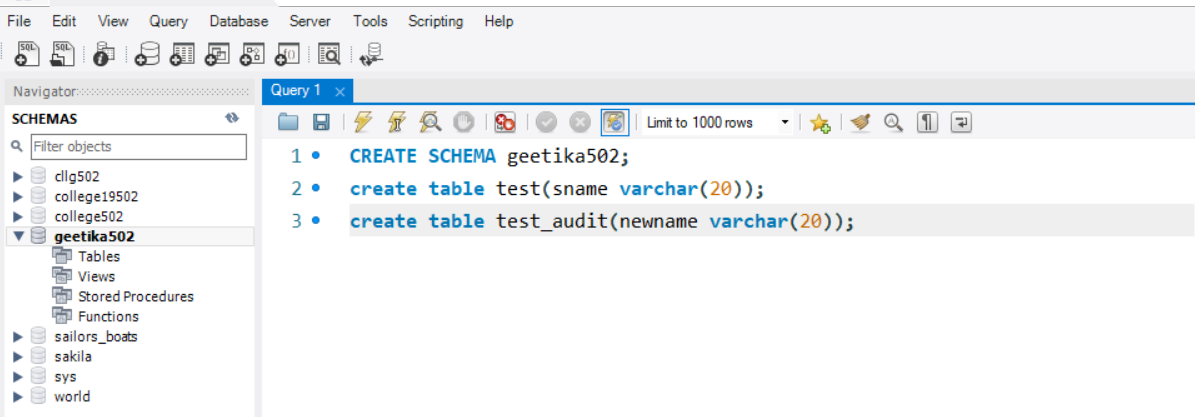 File Edit View Query Database Server Tools Scripting Help
SQL SQL
Navigator
Query 1
SCHEMAS
Limit to 1000 rows
Filter objects
1 CREATE SCHEMA geetika502;
cllg502
2 create table test(sname varchar(20));
college19502
college502
3 create table test_audit(newname varchar(20));
geetika502
Tables
Views
Stored Procedures
Functions
sailors_boats
sakila
sys
world